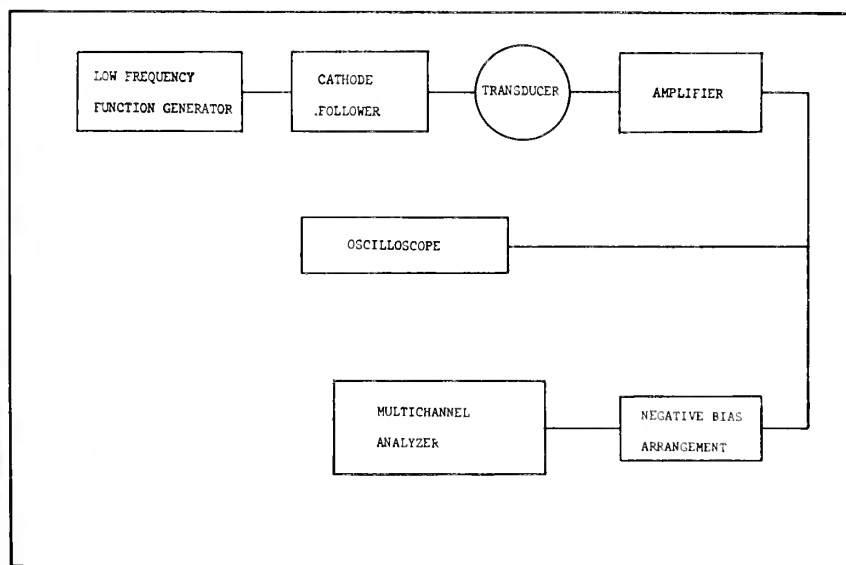 LOW FREQUENCY
FUNCTION GENERATOR
CATHODE
.FOLLOWER
TRANSDUCER
AMPLIFIER
OSCILLOSCOPE
MULTICHANNEL
ANALYZER
NEGATIVE BIAS
ARRANGEMENT